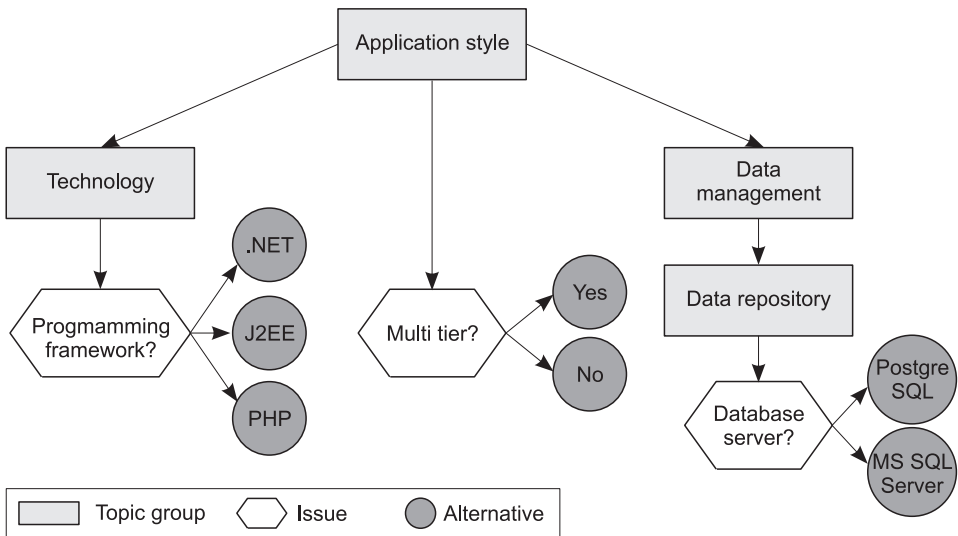 Application style
Technology
Data
management
.NET
Progmamming
framework?
J2EE
PHP
Multi tier?
Yes
No
Data repository
Database
server?
Postgre
SQL
MS SQL
Server
Topic group
Issue
Alternative